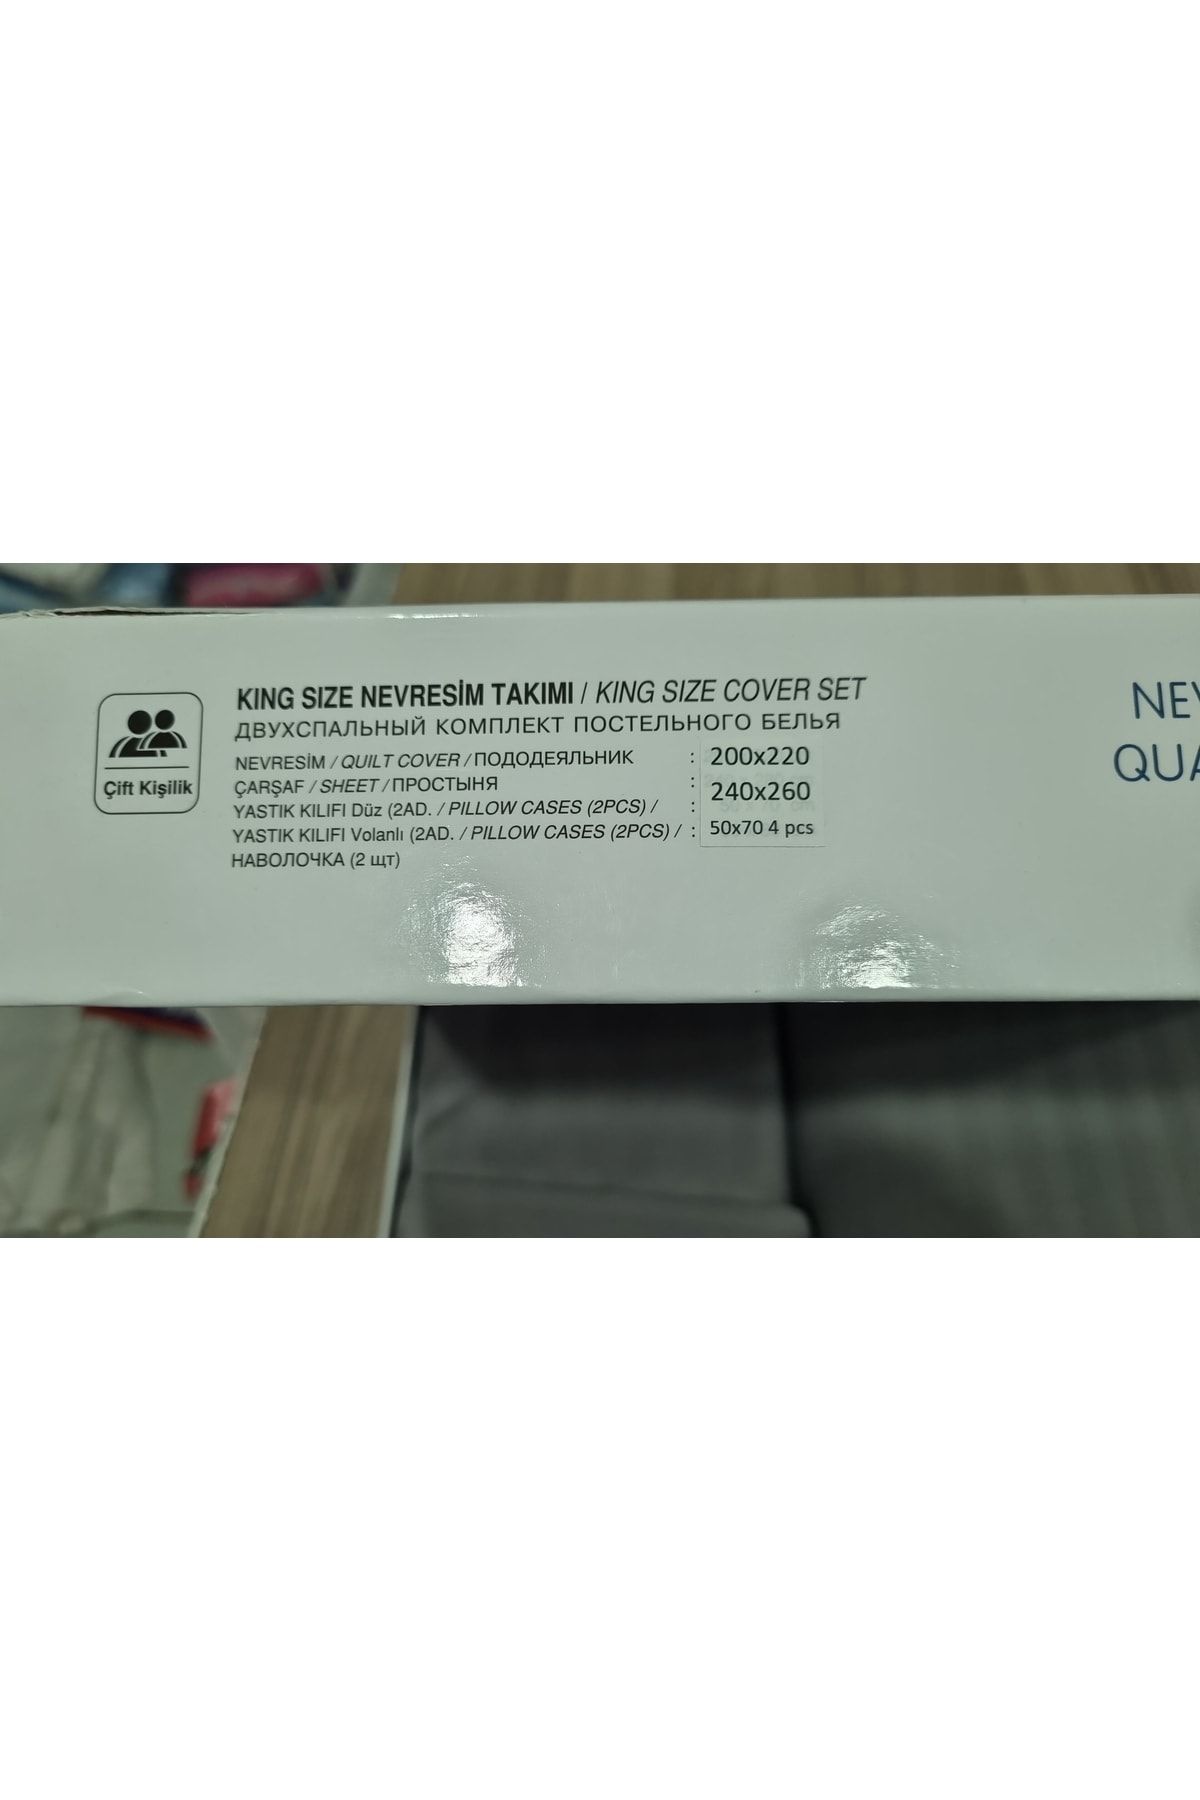 KING SIZE NEVRESİM TAKIMI / KING SIZE COVER SET
ДВУХСПАЛЬНЫЙ КОМПЛЕКТ ПОСТЕЛЬНОГО БЕЛЬЯ
NEVRESİM / QUILT COVER / ПОДОДЕЯЛЬНИК : 200x220
ÇARŞAF / SHEET / ПРОСТЫНЯ : 240x260
YASTIK KILIFI Düz (2AD. / PILLOW CASES (2PCS) / :
YASTIK KILIFI Volanlı (2AD. / PILLOW CASES (2PCS) / : 50x70 4 pcs
НАВОЛОЧКА (2 щт)
Çift Kişilik
NEV
QUA